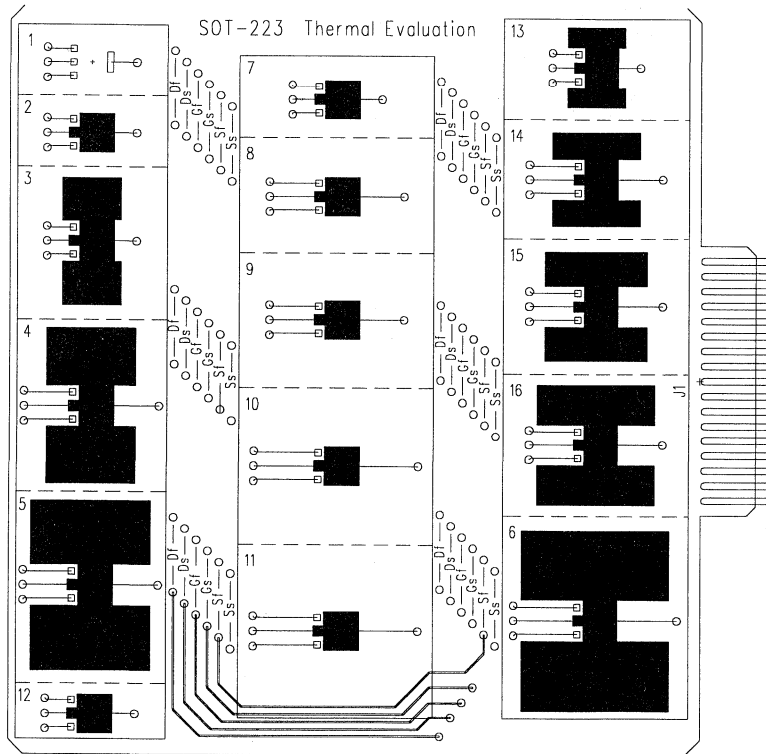 SOT-223 Thermal Evaluation
1
2
3
4
5
12
Df
Ds
Gf
Gs
Sf
Ss
Df
Ds
Gf
Gs
Sf
Ss
Df
Ds
Gf
Gs
Sf
Ss
7
8
9
10
11
Df
Ds
Gf
Gs
Sf
Ss
Df
Ds
Gf
Gs
Sf
Ss
Df
Ds
Gf
Gs
Sf
Ss
13
14
15
16
6
J1